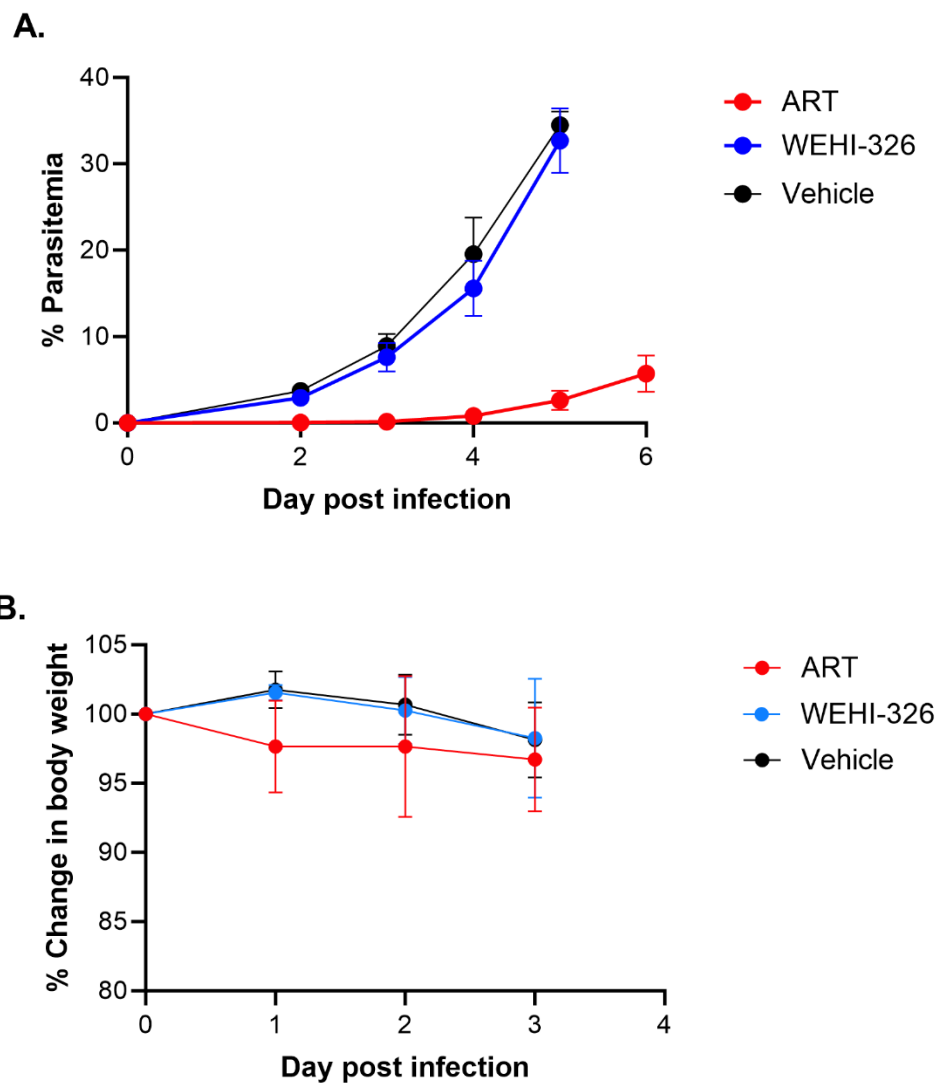 A.
% Parasitemia
40
30
20
10
0
0 2 4 6
Day post infection
ART
WEHI-326
Vehicle
B.
% Change in body weight
105
100
95
90
85
80
0 1 2 3 4
Day post infection
ART
WEHI-326
Vehicle